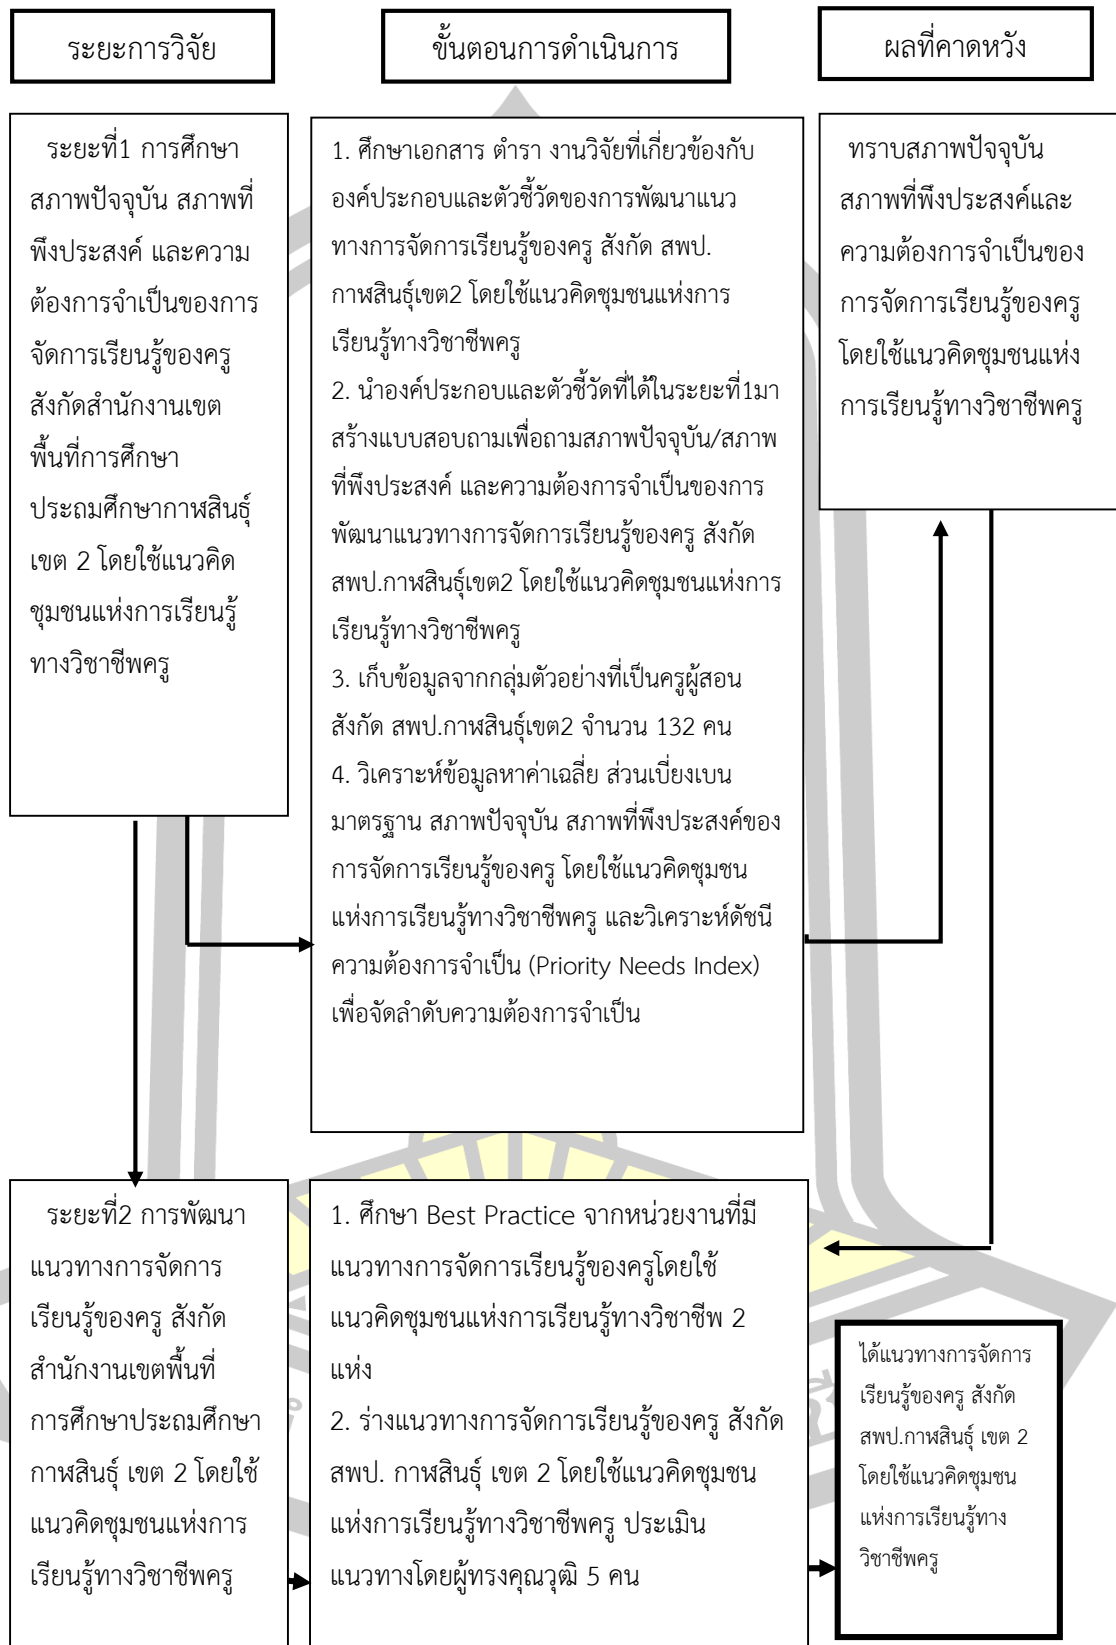 ระยะการวิจัย
ขั้นตอนการดำเนินการ
ผลที่คาดหวัง
ระยะที่1 การศึกษา
สภาพปัจจุบัน สภาพที่
พึงประสงค์ และความ
ต้องการจำเป็นของการ
จัดการเรียนรู้ของครู
สังกัดสำนักงานเขต
พื้นที่การศึกษา
ประถมศึกษากาฬสินธุ์
เขต 2 โดยใช้แนวคิด
ชุมชนแห่งการเรียนรู้
ทางวิชาชีพครู
1. ศึกษาเอกสาร ตำรา งานวิจัยที่เกี่ยวข้องกับ
องค์ประกอบและตัวชี้วัดของการพัฒนาแนว
ทางการจัดการเรียนรู้ของครู สังกัด สพป.
กาฬสินธุ์เขต2 โดยใช้แนวคิดชุมชนแห่งการ
เรียนรู้ทางวิชาชีพครู
2. นำองค์ประกอบและตัวชี้วัดที่ได้ในระยะที่1มา
สร้างแบบสอบถามเพื่อถามสภาพปัจจุบัน/สภาพ
ที่พึงประสงค์ และความต้องการจำเป็นของการ
พัฒนาแนวทางการจัดการเรียนรู้ของครู สังกัด
สพป.กาฬสินธุ์เขต2 โดยใช้แนวคิดชุมชนแห่งการ
เรียนรู้ทางวิชาชีพครู
3. เก็บข้อมูลจากกลุ่มตัวอย่างที่เป็นครูผู้สอน
สังกัด สพป.กาฬสินธุ์เขต2 จำนวน 132 คน
4. วิเคราะห์ข้อมูลหาค่าเฉลี่ย ส่วนเบี่ยงเบน
มาตรฐาน สภาพปัจจุบัน สภาพที่พึงประสงค์ของ
การจัดการเรียนรู้ของครู โดยใช้แนวคิดชุมชน
แห่งการเรียนรู้ทางวิชาชีพครู และวิเคราะห์ดัชนี
ความต้องการจำเป็น (Priority Needs Index)
เพื่อจัดลำดับความต้องการจำเป็น
ทราบสภาพปัจจุบัน
สภาพที่พึงประสงค์และ
ความต้องการจำเป็นของ
การจัดการเรียนรู้ของครู
โดยใช้แนวคิดชุมชนแห่ง
การเรียนรู้ทางวิชาชีพครู
ระยะที่2 การพัฒนา
แนวทางการจัดการ
เรียนรู้ของครู สังกัด
สำนักงานเขตพื้นที่
การศึกษาประถมศึกษา
กาฬสินธุ์ เขต 2 โดยใช้
แนวคิดชุมชนแห่งการ
เรียนรู้ทางวิชาชีพครู
1. ศึกษา Best Practice จากหน่วยงานที่มี
แนวทางการจัดการเรียนรู้ของครูโดยใช้
แนวคิดชุมชนแห่งการเรียนรู้ทางวิชาชีพ 2
แห่ง
2. ร่างแนวทางการจัดการเรียนรู้ของครู สังกัด
สพป. กาฬสินธุ์ เขต 2 โดยใช้แนวคิดชุมชน
แห่งการเรียนรู้ทางวิชาชีพครู ประเมิน
แนวทางโดยผู้ทรงคุณวุฒิ 5 คน
ได้แนวทางการจัดการ
เรียนรู้ของครู สังกัด
สพป.กาฬสินธุ์ เขต 2
โดยใช้แนวคิดชุมชน
แห่งการเรียนรู้ทาง
วิชาชีพครู